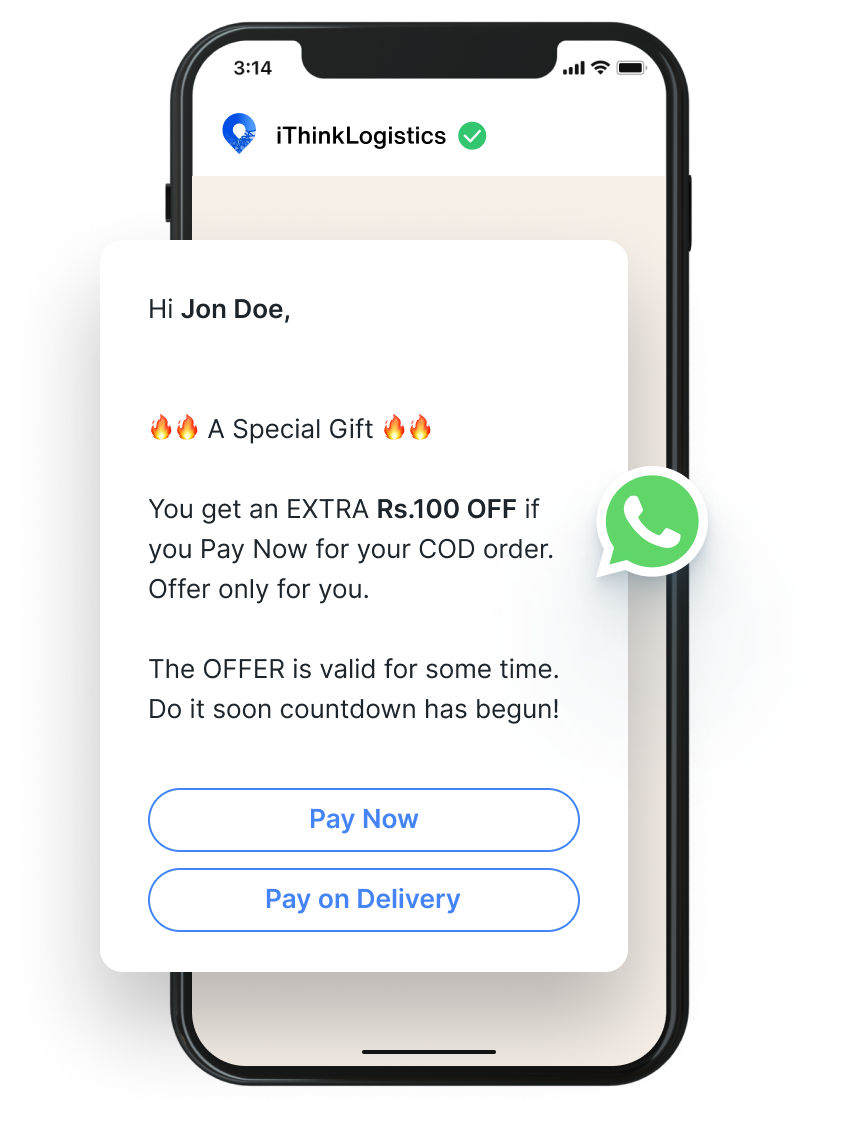 3:14
iThinkLogistics
Hi Jon Doe,
🔥🔥 A Special Gift 🔥🔥
You get an EXTRA Rs.100 OFF if
you Pay Now for your COD order.
Offer only for you.
The OFFER is valid for some time.
Do it soon countdown has begun!
Pay Now
Pay on Delivery